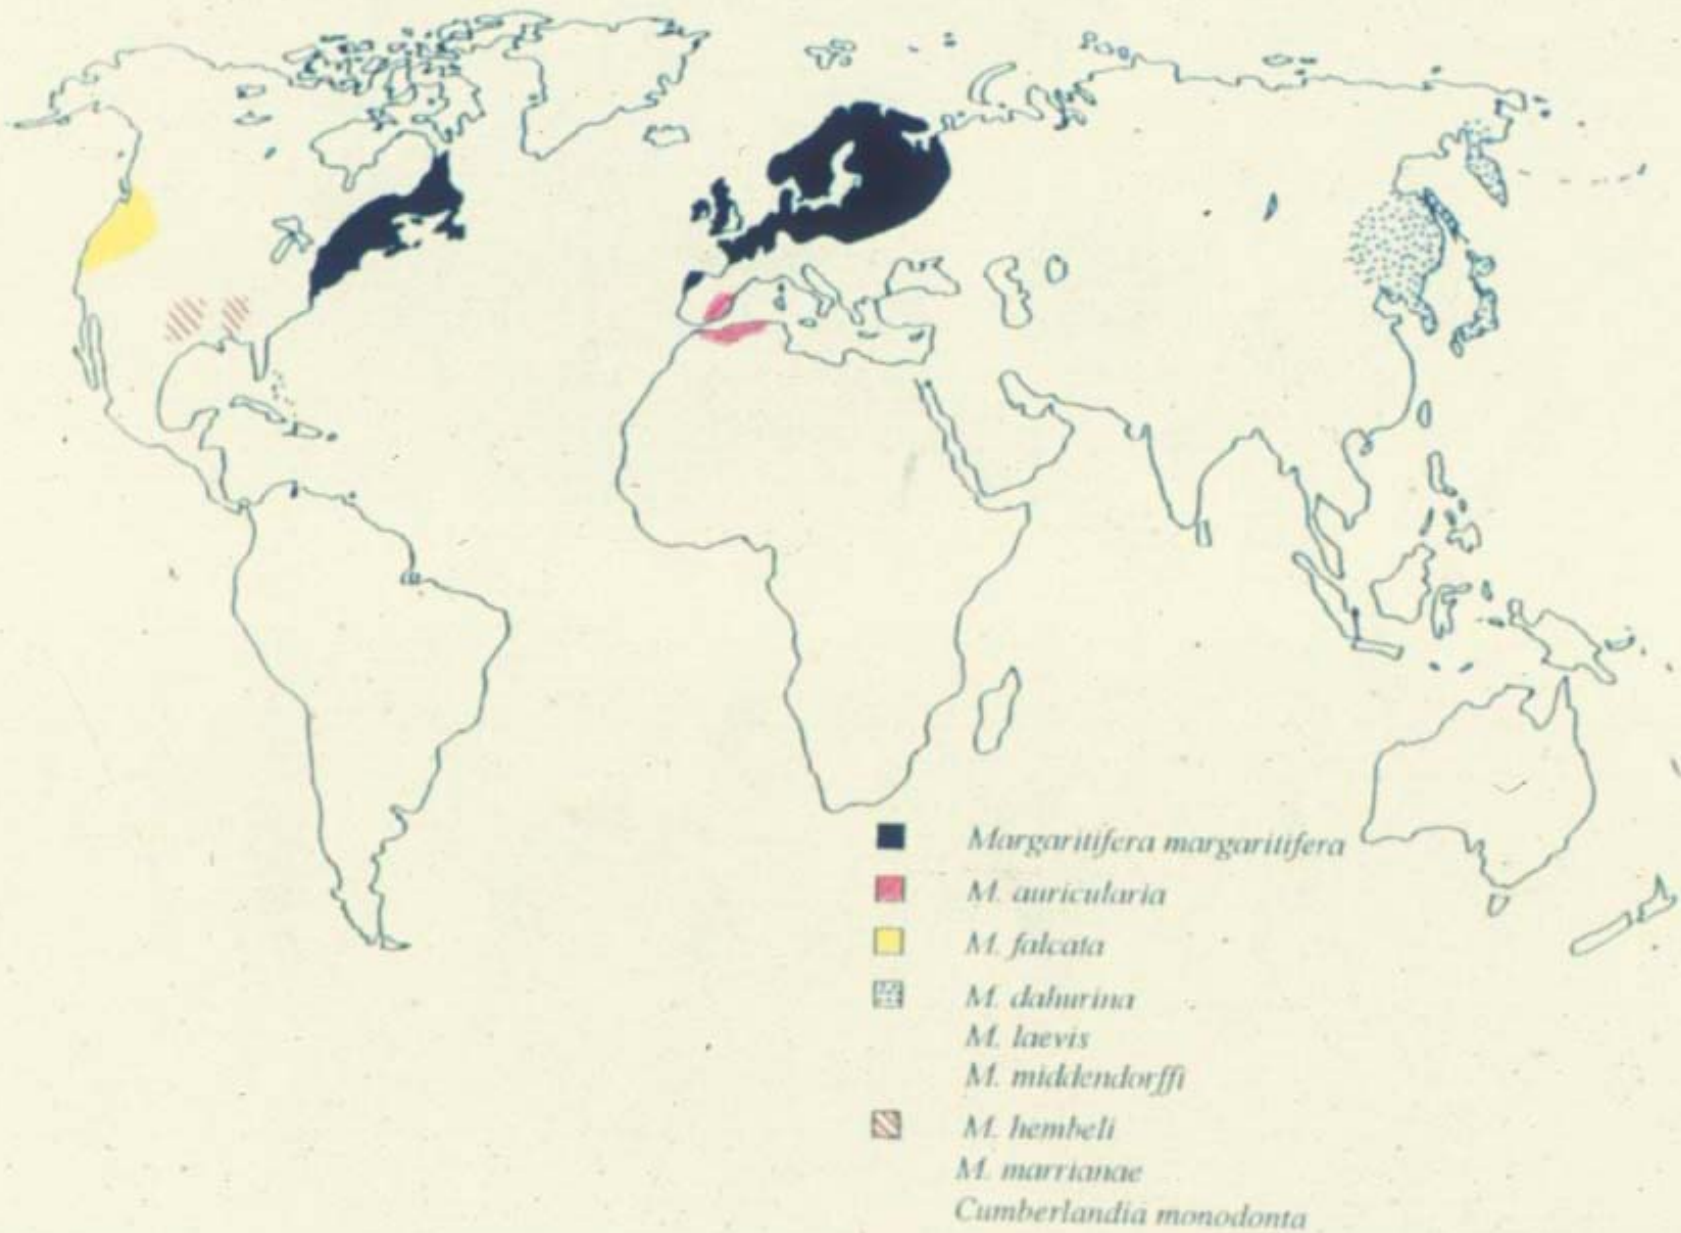 Margaritifera margaritifera
M. auricularia
M. falcata
M. dahurina
M. laevis
M. middendorffi
M. hembeli
M. marrianae
Cumberlandia monodonta